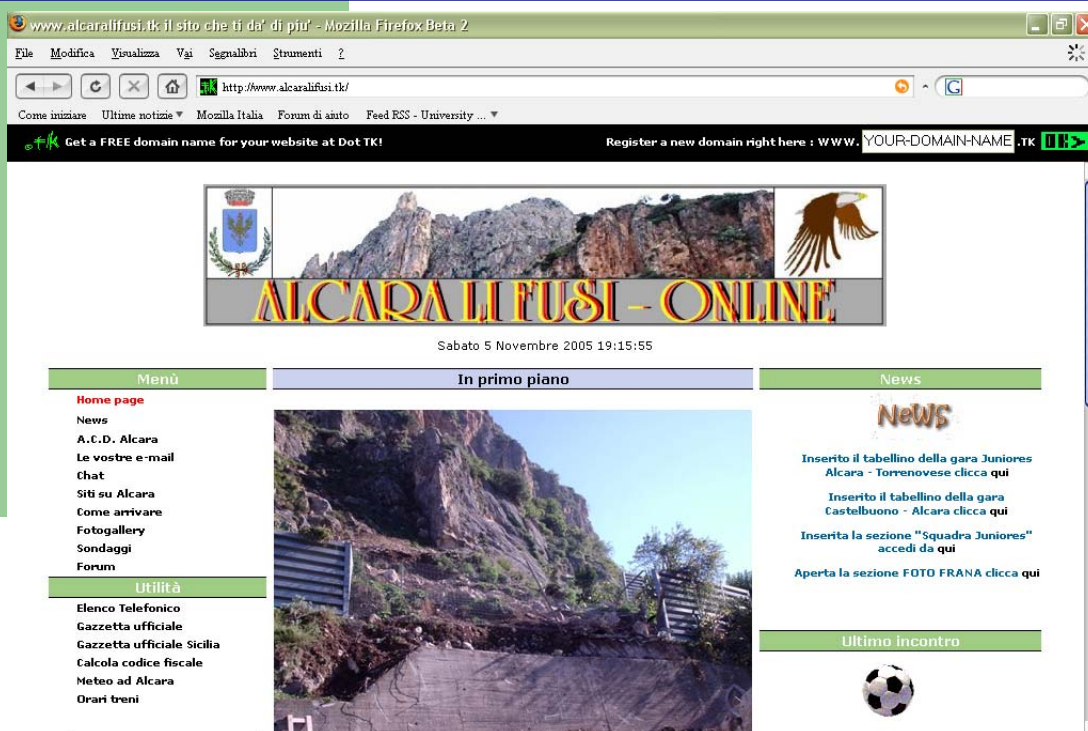 www.alcaralifusi.tk il sito che ti da' di piu' - Mozilla Firefox Beta 2
File Modifica Visualizza Vai Segnalibri Strumenti ?
http://www.alcaralifusi.tk/ G
Come iniziare Ultime notizie Mozilla Italia Forum di aiuto Feed RSS - University ...
.tk Get a FREE domain name for your website at Dot TK! Register a new domain right here : WWW. YOUR-DOMAIN-NAME .TK OK>
ALCARA LI FUSI - ONLINE
Sabato 5 Novembre 2005 19:15:55
Menù
Home page
News
A.C.D. Alcara
Le vostre e-mail
Chat
Siti su Alcara
Come arrivare
Fotogallery
Sondaggi
Forum
Utilità
Elenco Telefonico
Gazzetta ufficiale
Gazzetta ufficiale Sicilia
Calcola codice fiscale
Meteo ad Alcara
Orari treni
In primo piano
News
NeWS
Inserito il tabellino della gara Juniores
Alcara - Torrenovese clicca qui
Inserito il tabellino della gara
Castelbuono - Alcara clicca qui
Inserita la sezione "Squadra Juniores"
accedi da qui
Aperta la sezione FOTO FRANA clicca qui
Ultimo incontro